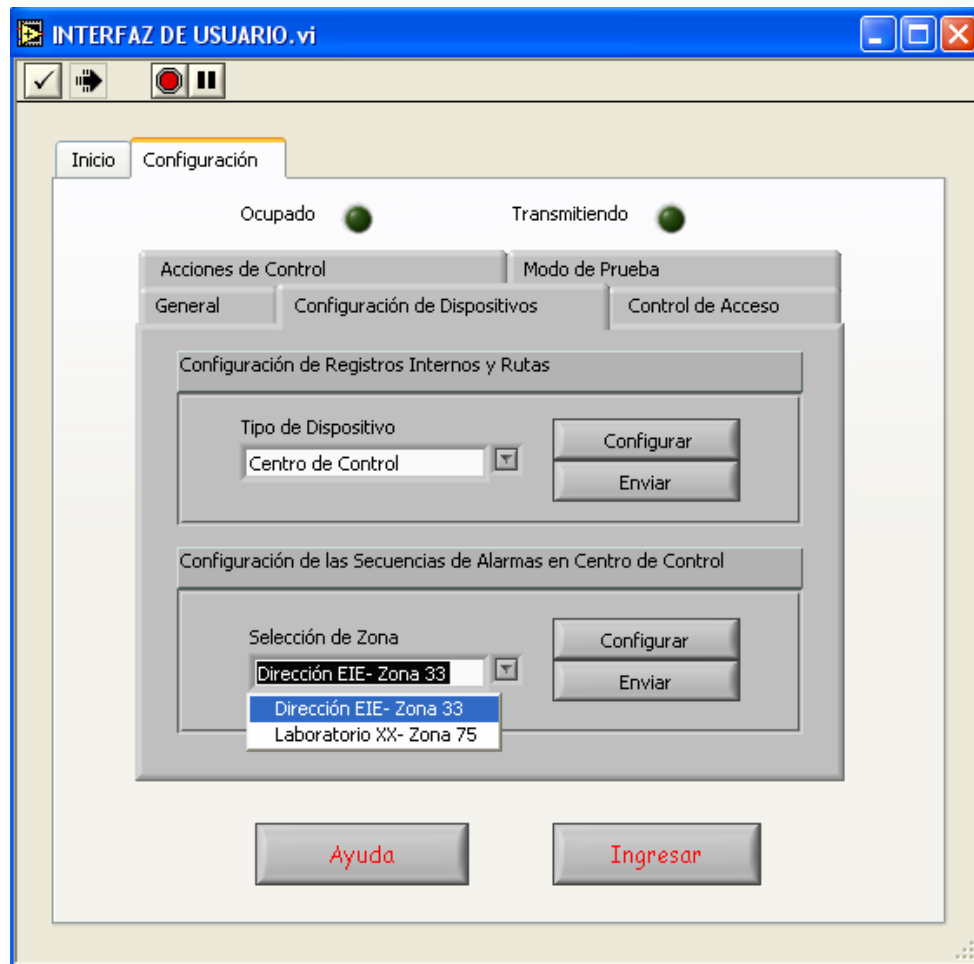 INTERFAZ DE USUARIO.vi
Inicio Configuración
Ocupado Transmitiendo
Acciones de Control Modo de Prueba
General Configuración de Dispositivos Control de Acceso
Configuración de Registros Internos y Rutas
Tipo de Dispositivo
Configurar
Centro de Control
Enviar
Configuración de las Secuencias de Alarmas en Centro de Control
Selección de Zona
Configurar
Dirección EIE- Zona 33
Enviar
Dirección EIE- Zona 33
Laboratorio XX- Zona 75
Ayuda Ingresar